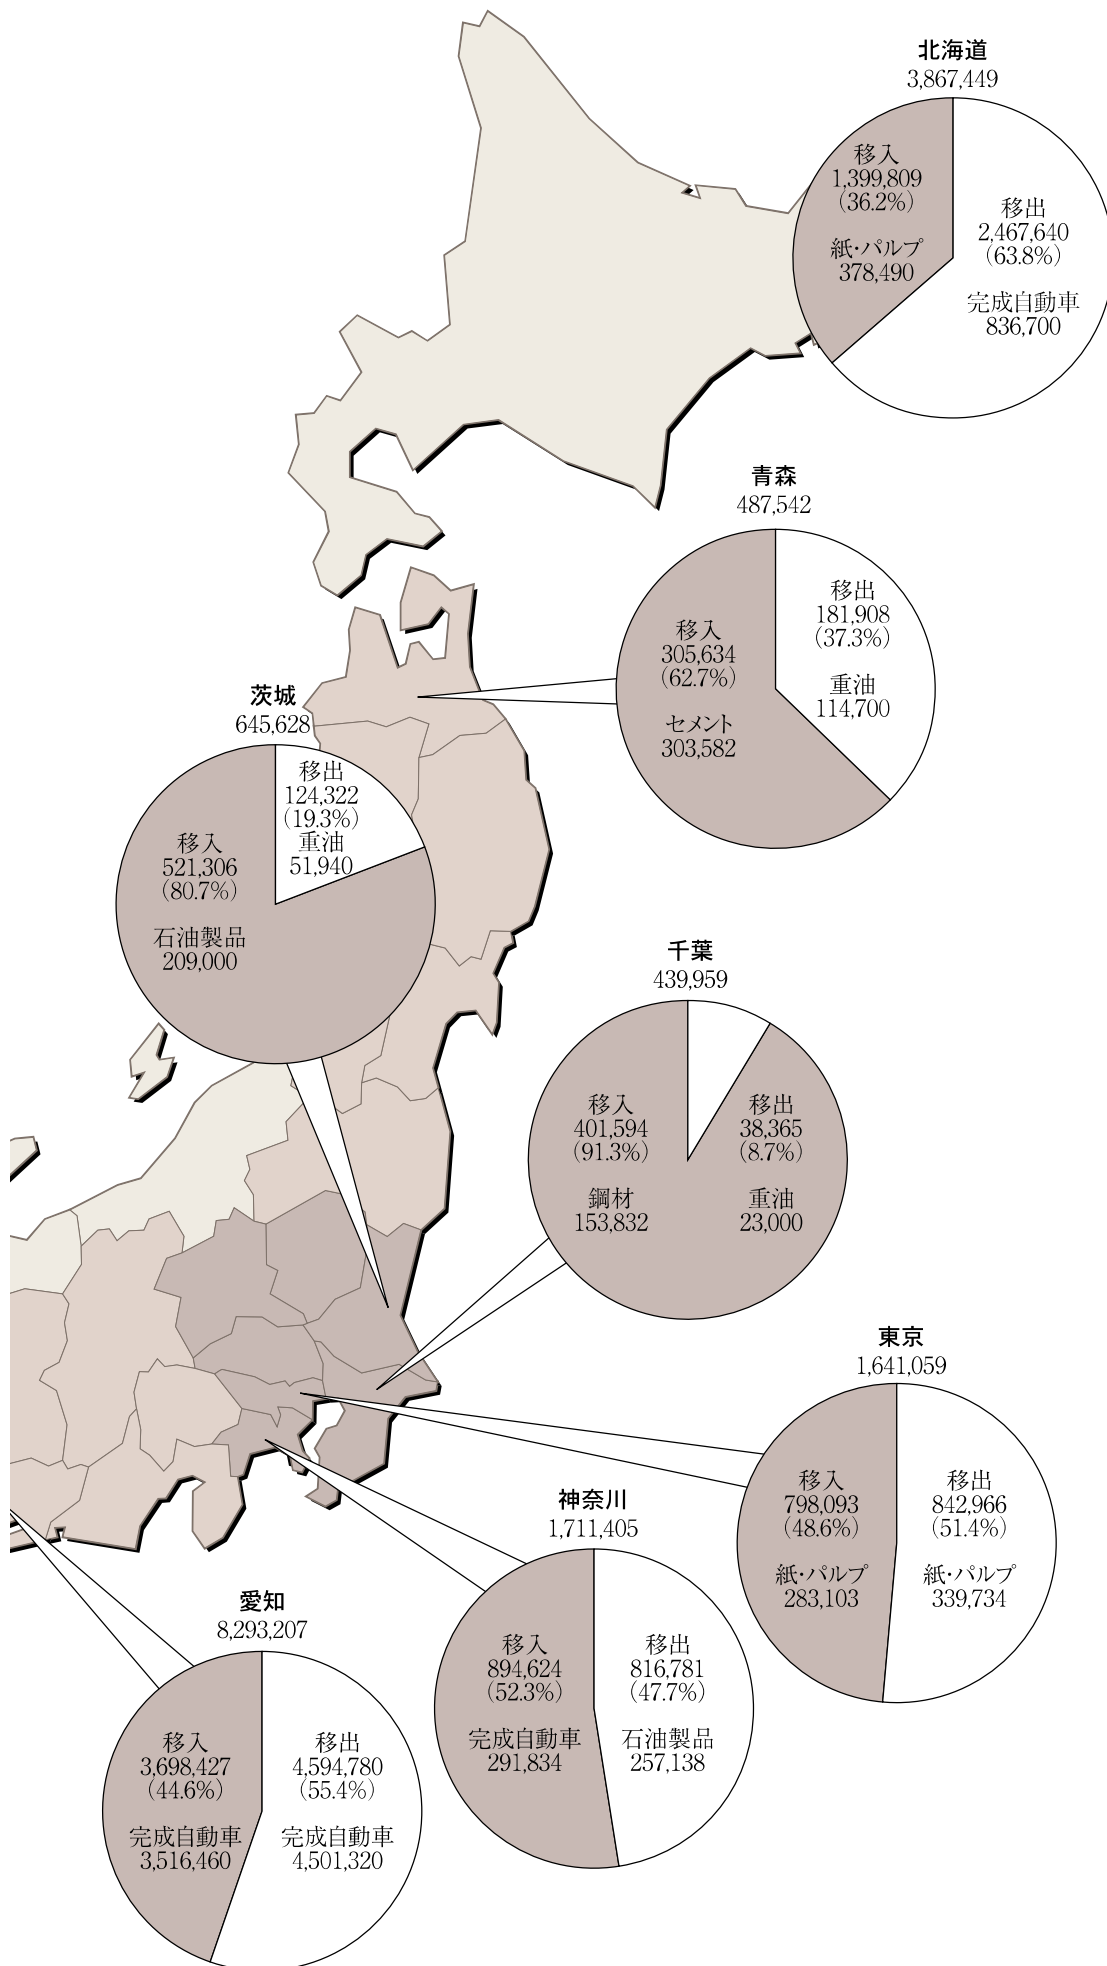 北海道
3,867,449
移入
1,399,809
(36.2%)
紙・パルプ
378,490
移出
2,467,640
(63.8%)
完成自動車
836,700
青森
487,542
移入
305,634
(62.7%)
セメント
303,582
移出
181,908
(37.3%)
重油
114,700
茨城
645,628
移入
521,306
(80.7%)
石油製品
209,000
移出
124,322
(19.3%)
重油
51,940
千葉
439,959
移入
401,594
(91.3%)
鋼材
153,832
移出
38,365
(8.7%)
重油
23,000
東京
1,641,059
移入
798,093
(48.6%)
紙・パルプ
283,103
移出
842,966
(51.4%)
紙・パルプ
339,734
神奈川
1,711,405
移入
894,624
(52.3%)
完成自動車
291,834
移出
816,781
(47.7%)
石油製品
257,138
愛知
8,293,207
移入
3,698,427
(44.6%)
完成自動車
3,516,460
移出
4,594,780
(55.4%)
完成自動車
4,501,320